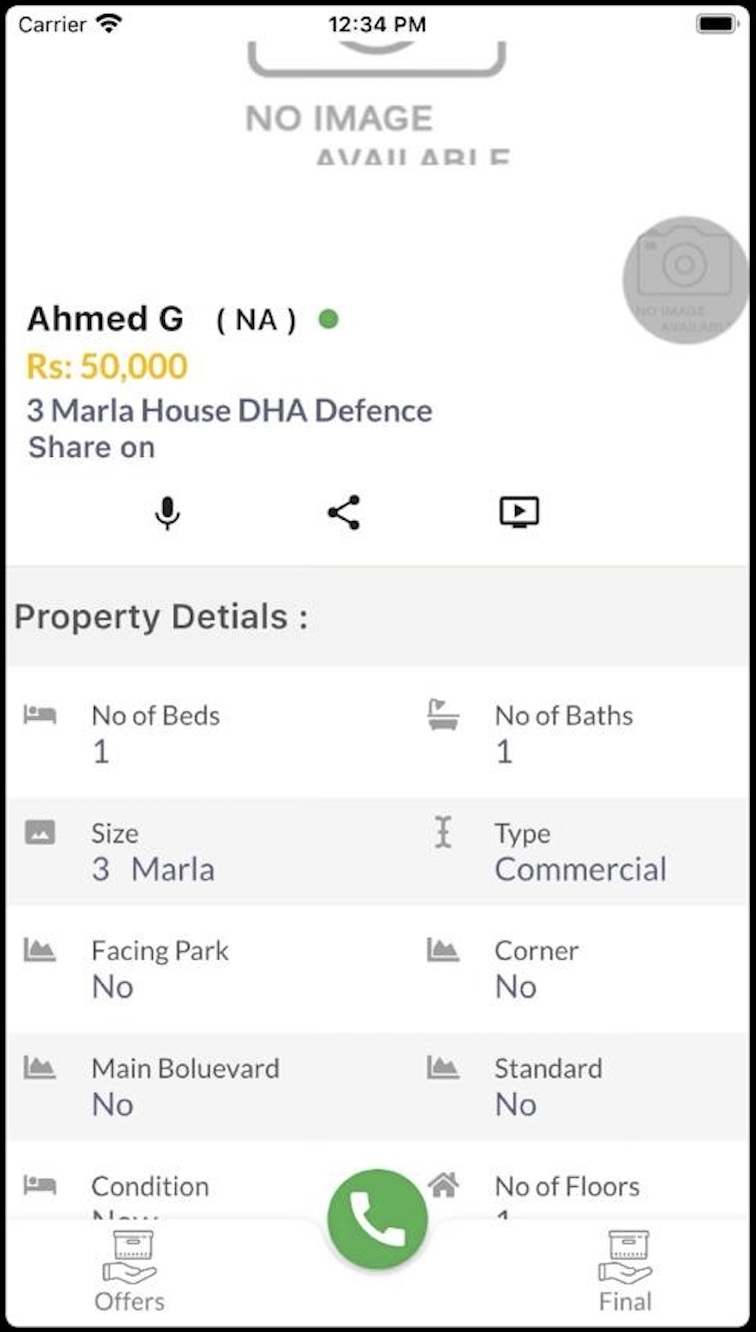 Carrier 12:34 PM
NO IMAGE
AVAILABLE
NO IMAGE
AVAILABLE
Ahmed G ( NA )
Rs: 50,000
3 Marla House DHA Defence
Share on
Property Detials :
No of Beds No of Baths
1 1
Size Type
3 Marla Commercial
Facing Park Corner
No No
Main Boluevard Standard
No No
Condition No of Floors
New 1
Offers Final